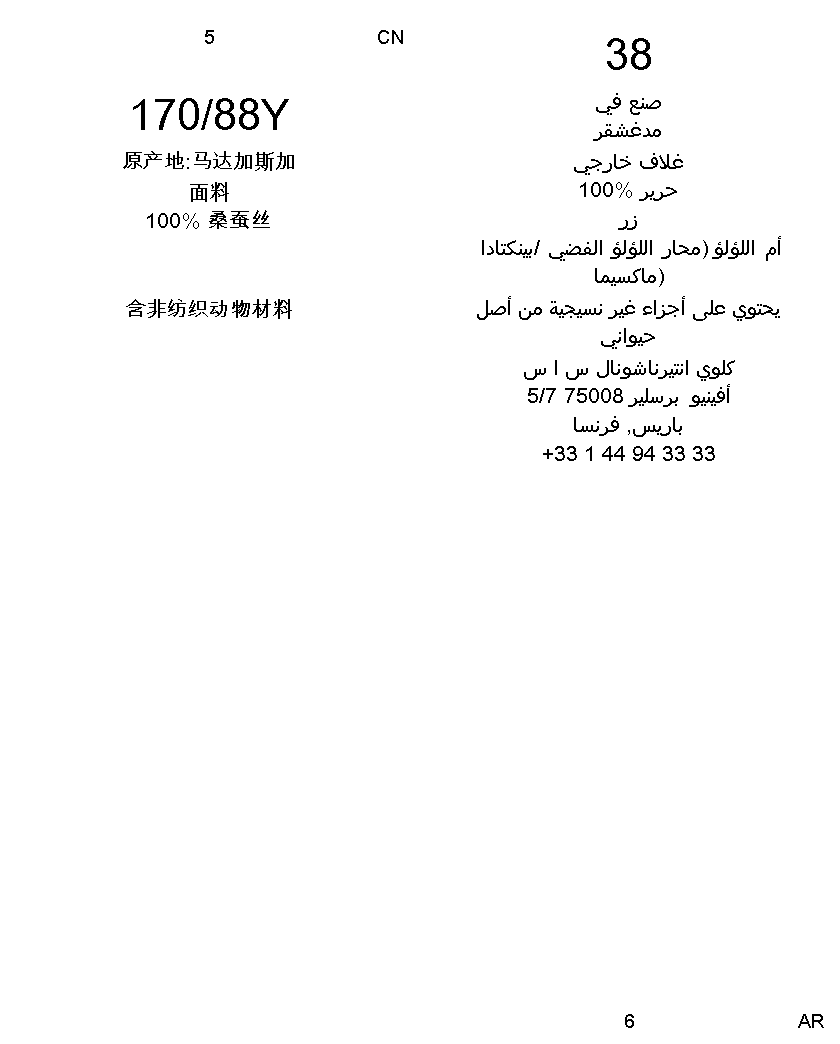 5
CN
170/88Y
原产地:马达加斯加
面料
100% 桑蚕丝
含非纺织动物材料
38
صنع في
مدغشقر
غلاف خارجي
حرير %100
زر
أم اللؤلؤ (محار اللؤلؤ الفضي /بينكتادا
ماكسيما)
يحتوي على أجزاء غير نسيجية من أصل
حيواني
كلوي انتيرناشونال س ا س
أفينيو برسلير 75008 5/7
باريس, فرنسا
+33 1 44 94 33 33
6
AR